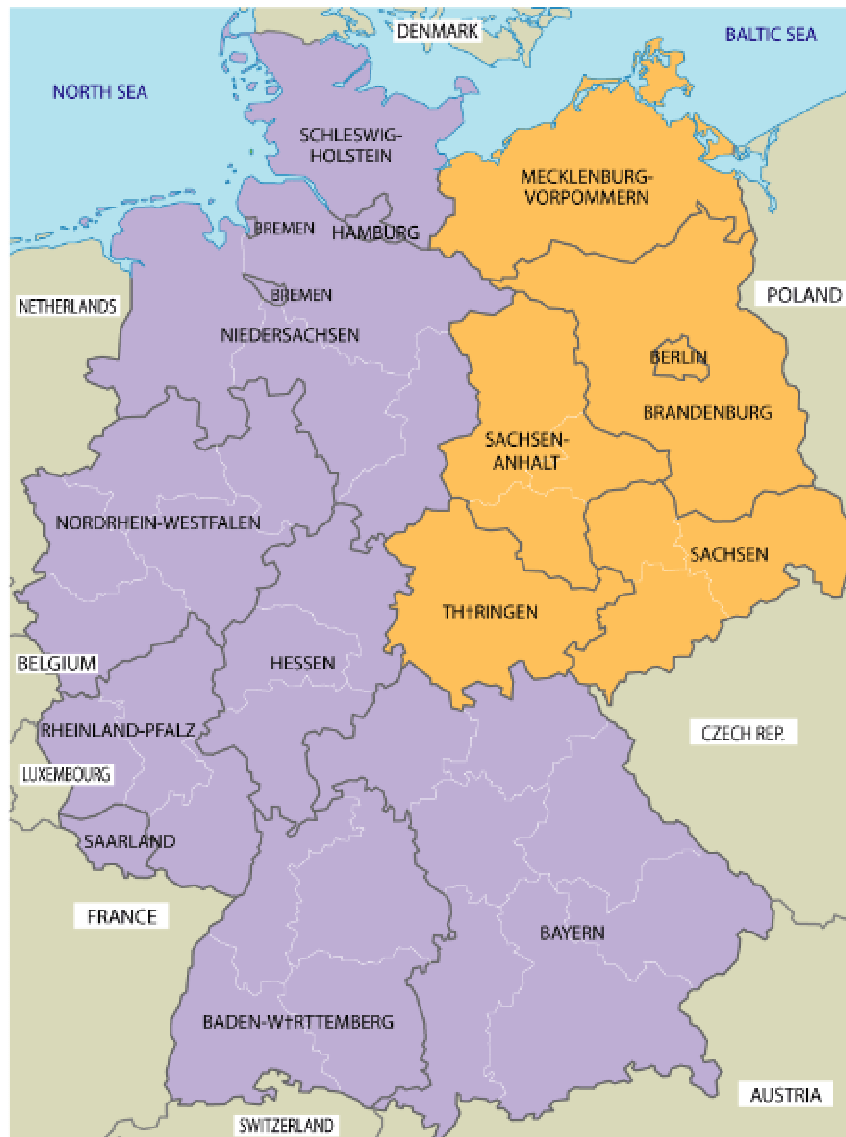 DENMARK
BALTIC SEA
NORTH SEA
SCHLESWIG-
HOLSTEIN
MECKLENBURG-
VORPOMMERN
BREMEN
HAMBURG
BREMEN
NETHERLANDS
POLAND
NIEDERSACHSEN
BERLIN
BRANDENBURG
SACHSEN-
ANHALT
NORDRHEIN-WESTFALEN
SACHSEN
TH†RINGEN
BELGIUM
HESSEN
RHEINLAND-PFALZ
CZECH REP.
LUXEMBOURG
SAARLAND
FRANCE
BAYERN
BADEN-W†RTTEMBERG
AUSTRIA
SWITZERLAND